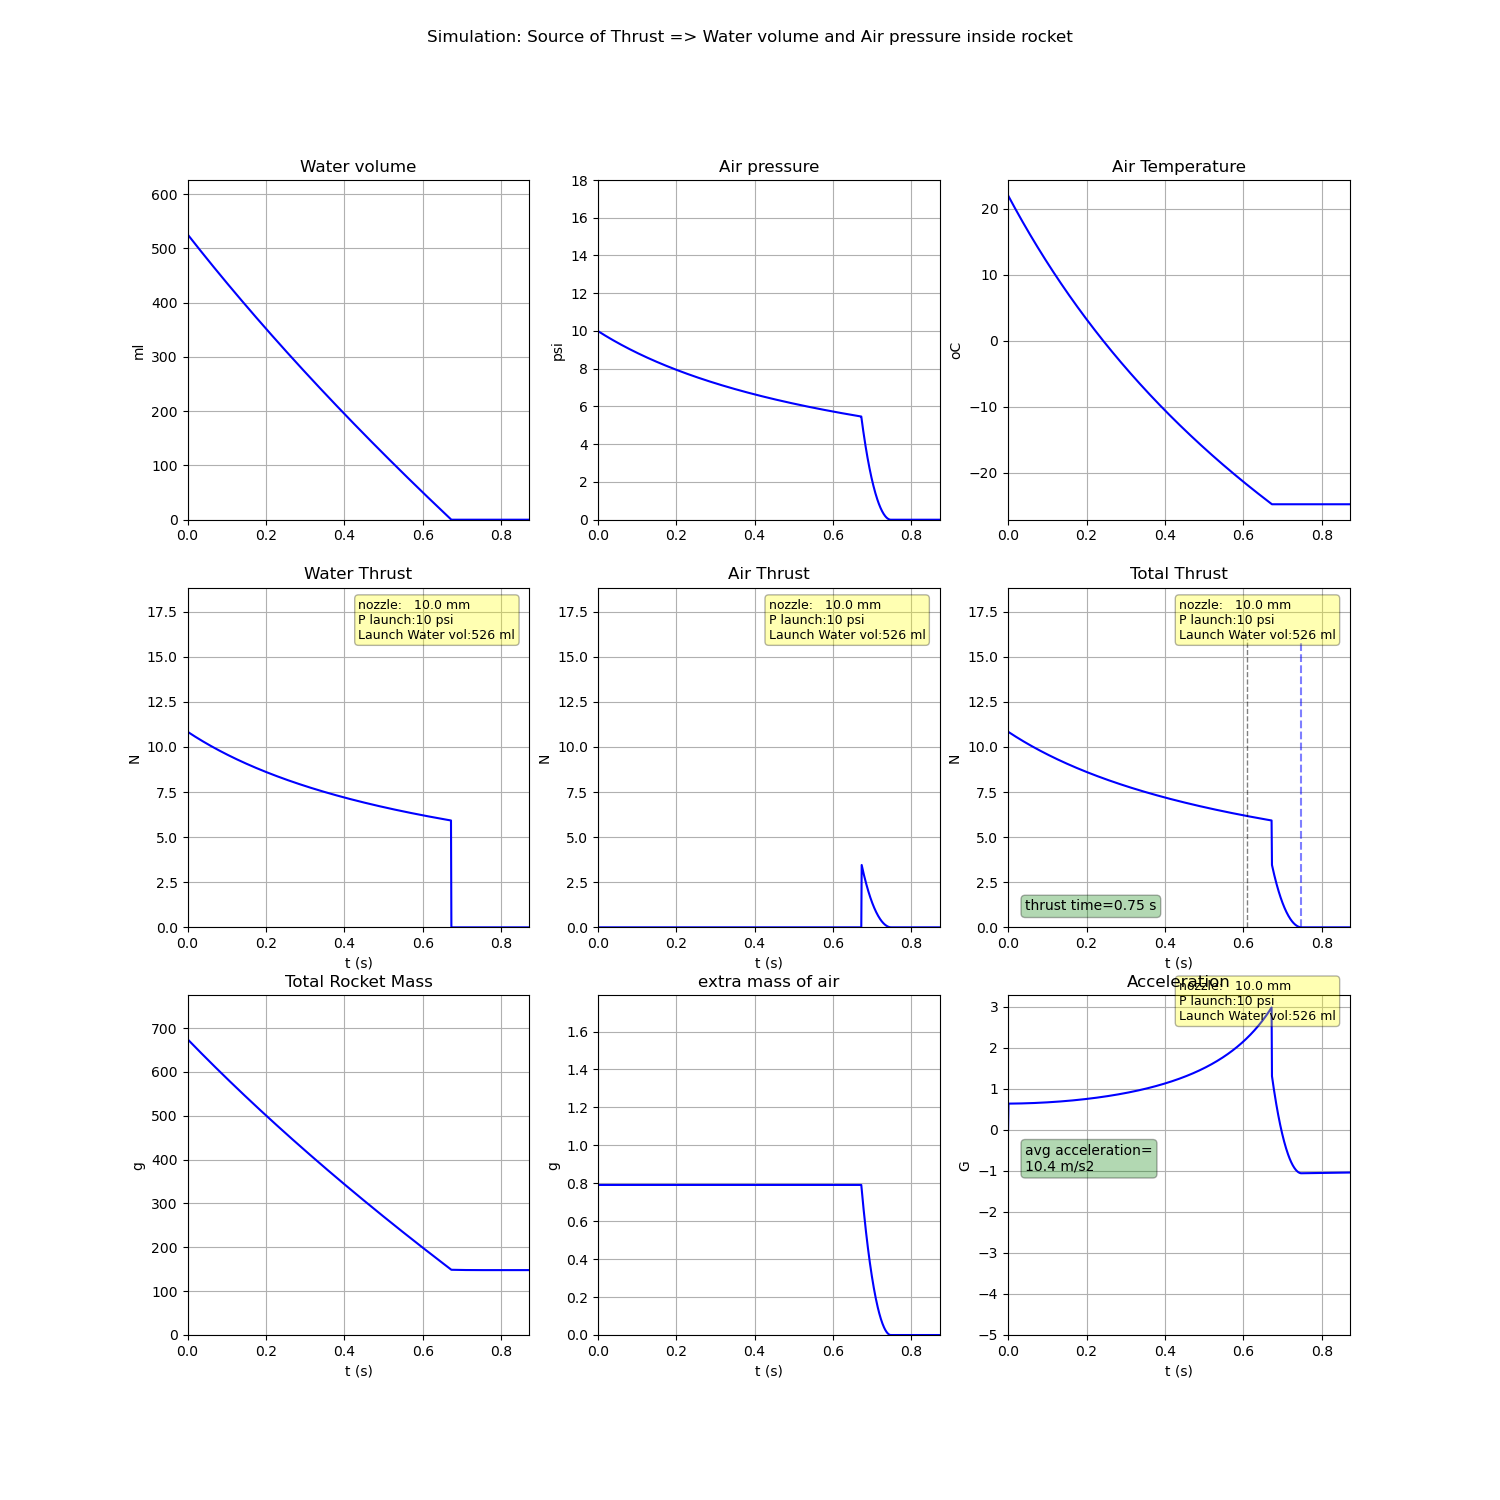 Simulation: Source of Thrust => Water volume and Air pressure inside rocket
Water volume
600
500
400
300
200
100
0
ml
0.0 0.2 0.4 0.6 0.8
Air pressure
18
16
14
12
10
8
6
4
2
0
psi
0.0 0.2 0.4 0.6 0.8
Air Temperature
20
10
0
−10
−20
oC
0.0 0.2 0.4 0.6 0.8
Water Thrust
nozzle: 10.0 mm
P launch:10 psi
Launch Water vol:526 ml
17.5
15.0
12.5
10.0
7.5
5.0
2.5
0.0
N
0.0 0.2 0.4 0.6 0.8
t (s)
Air Thrust
nozzle: 10.0 mm
P launch:10 psi
Launch Water vol:526 ml
17.5
15.0
12.5
10.0
7.5
5.0
2.5
0.0
N
0.0 0.2 0.4 0.6 0.8
t (s)
Total Thrust
nozzle: 10.0 mm
P launch:10 psi
Launch Water vol:526 ml
17.5
15.0
12.5
10.0
7.5
5.0
2.5
0.0
N
thrust time=0.75 s
0.0 0.2 0.4 0.6 0.8
t (s)
Total Rocket Mass
700
600
500
400
300
200
100
0
g
0.0 0.2 0.4 0.6 0.8
t (s)
extra mass of air
1.6
1.4
1.2
1.0
0.8
0.6
0.4
0.2
0.0
g
0.0 0.2 0.4 0.6 0.8
t (s)
Acceleration
nozzle: 10.0 mm
P launch:10 psi
Launch Water vol:526 ml
3
2
1
0
−1
−2
−3
−4
−5
G
avg acceleration=
10.4 m/s2
0.0 0.2 0.4 0.6 0.8
t (s)